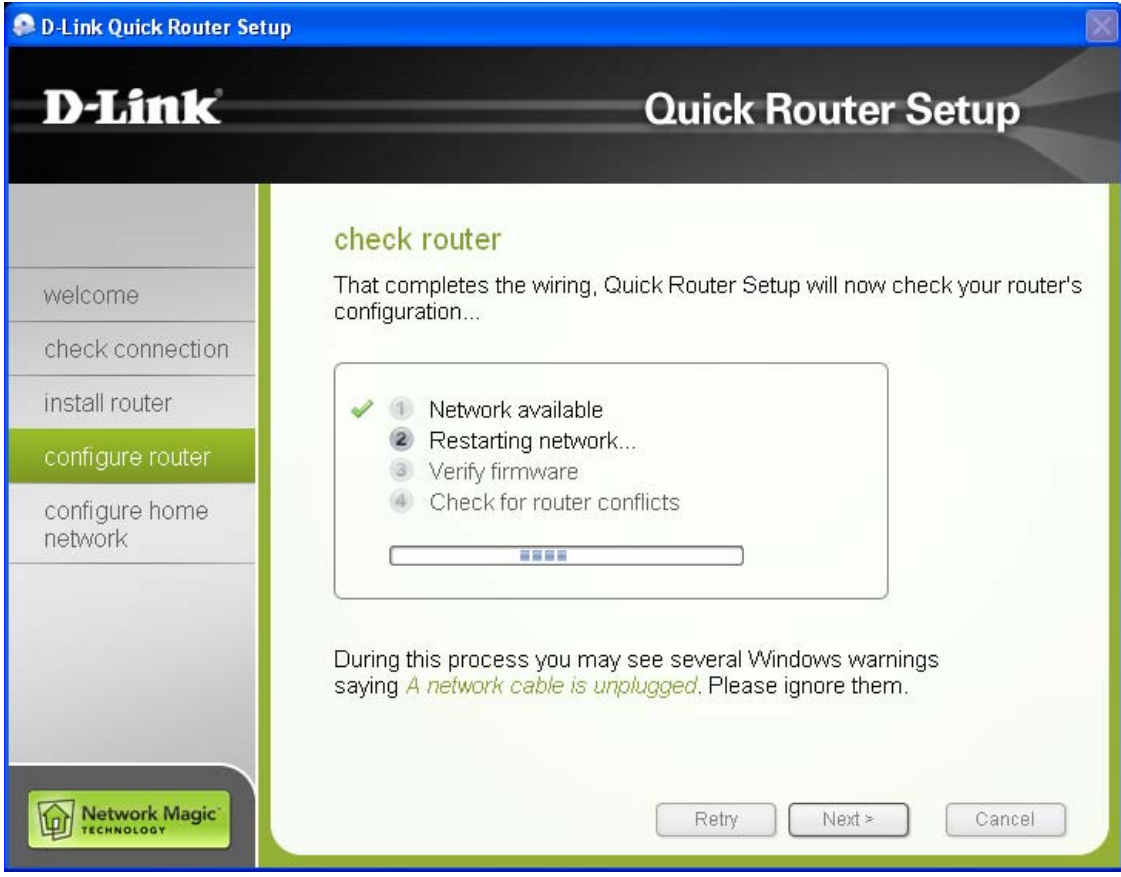 D-Link Quick Router Setup
D-Link
Quick Router Setup
welcome
check connection
install router
configure router
configure home
network
check router
That completes the wiring, Quick Router Setup will now check your router's
configuration...
1 Network available
2 Restarting network...
3 Verify firmware
4 Check for router conflicts
During this process you may see several Windows warnings
saying A network cable is unplugged. Please ignore them.
Network Magic
TECHNOLOGY
Retry
Next >
Cancel